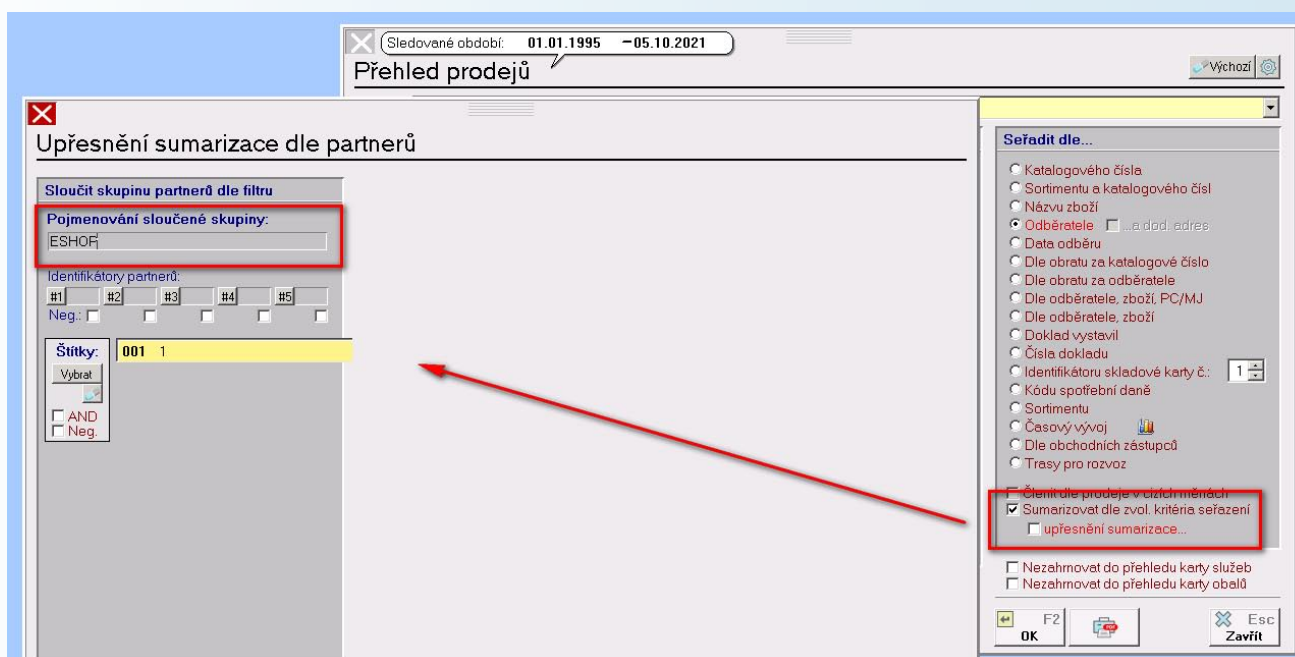 Sledované období: 01.01.1995 –05.10.2021
Přehled prodejů
Výchozí
Upřesnění sumarizace dle partnerů
Sloučit skupinu partnerů dle filtru
Pojmenování sloučené skupiny:
ESHOP
Identifikátory partnerů:
#1 #2 #3 #4 #5
Neg.:
Štítky: 001 1
Vybrat
AND
Neg.
Seřadit dle...
Katalogového čísla
Sortimentu a katalogového čísl
Názvu zboží
Odběratele ...a dod. adres
Data odběru
Dle obratu za katalogové číslo
Dle obratu za odběratele
Dle odběratele, zboží, PC/MJ
Dle odběratele, zboží
Doklad vystavil
Čísla dokladu
Identifikátoru skladové karty č.: 1
Kódu spotřební daně
Sortimentu
Časový vývoj
Dle obchodních zástupců
Trasy pro rozvoz
Členit dle prodeje v cizích měnách
Sumarizovat dle zvol. kritéria seřazení
upřesnění sumarizace...
Nezahrnovat do přehledu karty služeb
Nezahrnovat do přehledu karty obalů
F2
OK
Esc
Zavřít